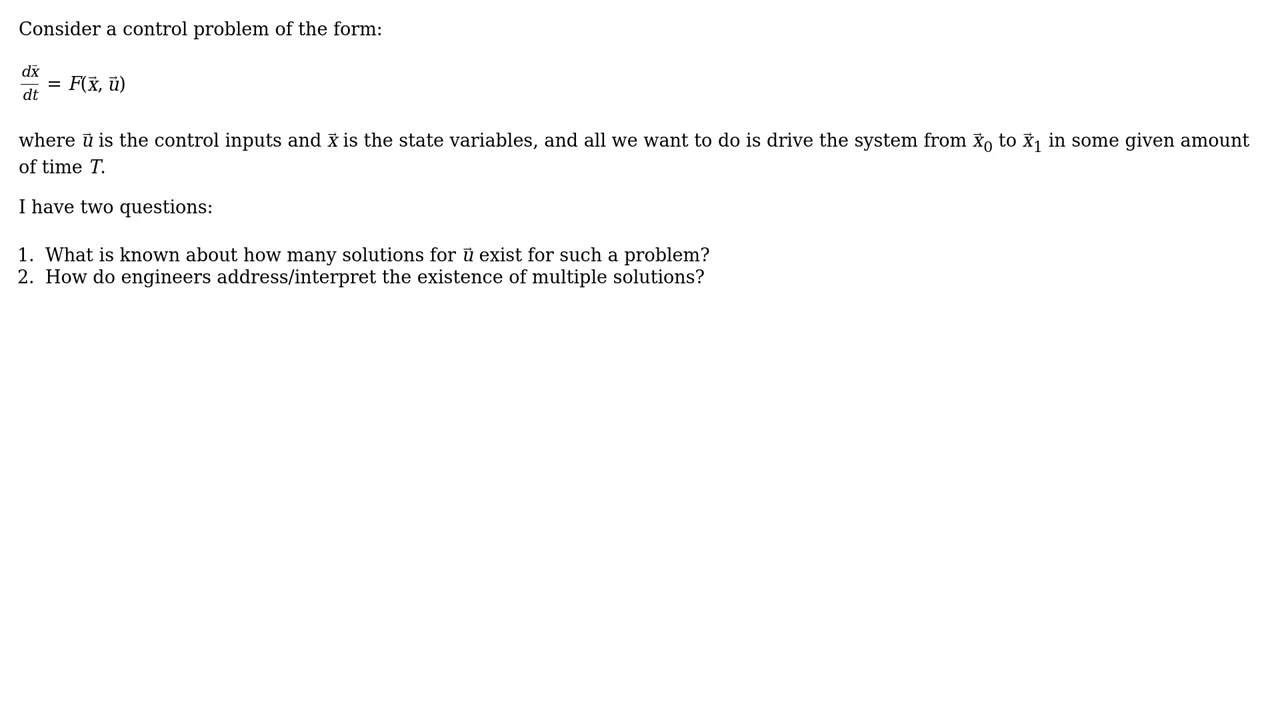 Consider a control problem of the form:
dx⃗/dt = F(x⃗, u⃗)
where u⃗ is the control inputs and x⃗ is the state variables, and all we want to do is drive the system from x⃗₀ to x⃗₁ in some given amount
of time T.
I have two questions:
1. What is known about how many solutions for u⃗ exist for such a problem?
2. How do engineers address/interpret the existence of multiple solutions?